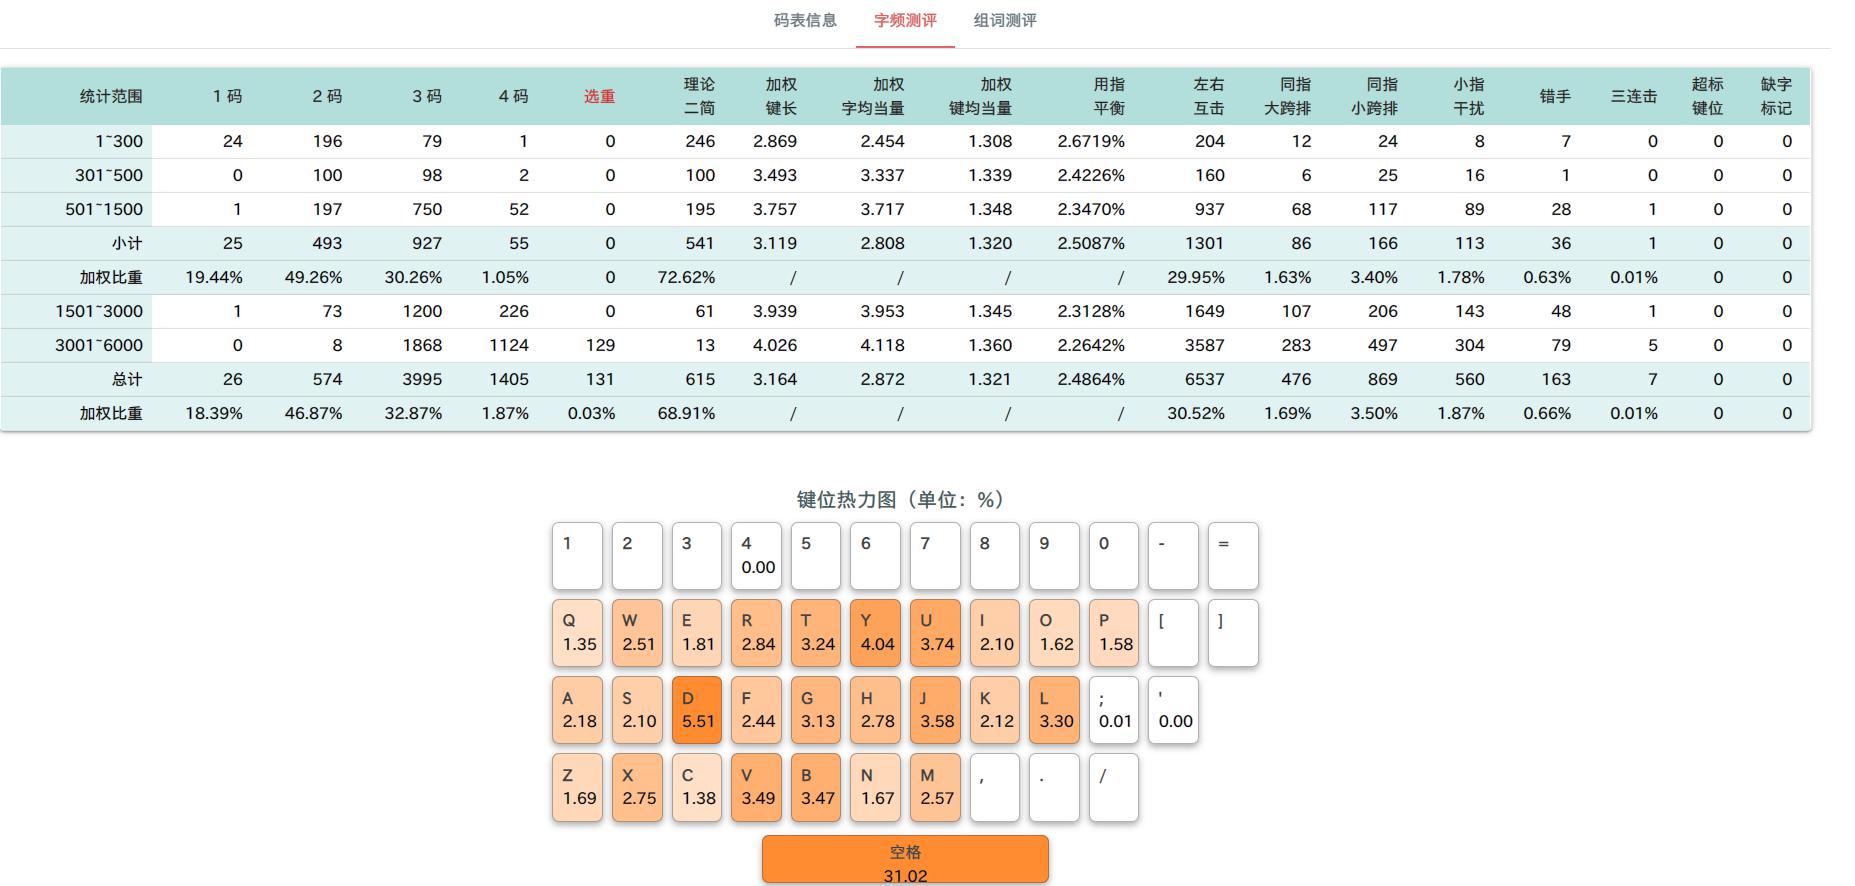 码表信息 字频测评 组词测评
统计范围 1 码 2 码 3 码 4 码 选重 理论二简 加权键长 加权字均当量 加权键均当量 用指平衡 左右互击 同指大跨排 同指小跨排 小指干扰 错手 三连击 超标键位 缺字标记
1~300 24 196 79 1 0 246 2.869 2.454 1.308 2.6719% 204 12 24 8 7 0 0 0
301~500 0 100 98 2 0 100 3.493 3.337 1.339 2.4226% 160 6 25 16 1 0 0 0
501~1500 1 197 750 52 0 195 3.757 3.717 1.348 2.3470% 937 68 117 89 28 1 0 0
小计 25 493 927 55 0 541 3.119 2.808 1.320 2.5087% 1301 86 166 113 36 1 0 0
加权比重 19.44% 49.26% 30.26% 1.05% 0 72.62% / / / / 29.95% 1.63% 3.40% 1.78% 0.63% 0.01% 0 0
1501~3000 1 73 1200 226 0 61 3.939 3.953 1.345 2.3128% 1649 107 206 143 48 1 0 0
3001~6000 0 8 1868 1124 129 13 4.026 4.118 1.360 2.2642% 3587 283 497 304 79 5 0 0
总计 26 574 3995 1405 131 615 3.164 2.872 1.321 2.4864% 6537 476 869 560 163 7 0 0
加权比重 18.39% 46.87% 32.87% 1.87% 0.03% 68.91% / / / / 30.52% 1.69% 3.50% 1.87% 0.66% 0.01% 0 0
键位热力图（单位：%）
1 2 3 4 5 6 7 8 9 0 - =
0.00
Q W E R T Y U I O P [ ]
1.35 2.51 1.81 2.84 3.24 4.04 3.74 2.10 1.62 1.58
A S D F G H J K L ; '
2.18 2.10 5.51 2.44 3.13 2.78 3.58 2.12 3.30 0.01 0.00
Z X C V B N M , . /
1.69 2.75 1.38 3.49 3.47 1.67 2.57
空格
31.02